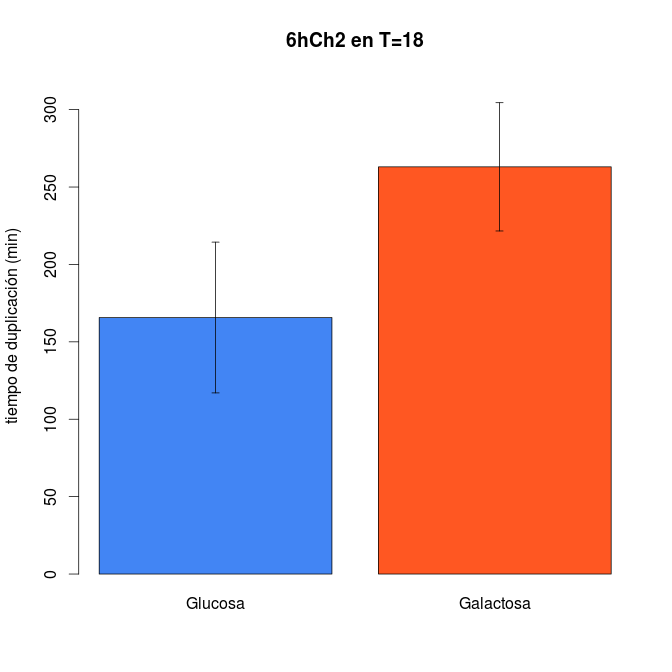 6hCh2 en T=18
tiempo de duplicación (min)
300
250
200
150
100
50
0
Glucosa
Galactosa